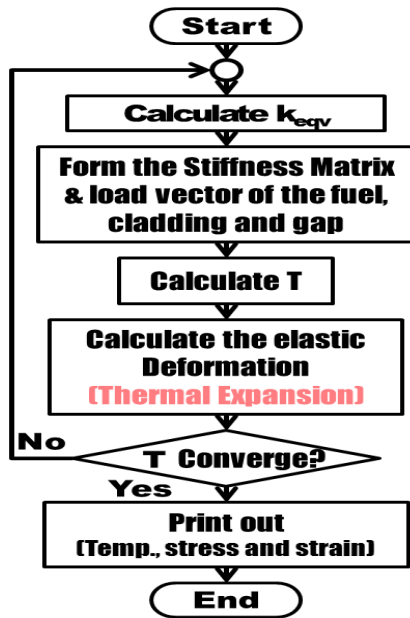 Start
Calculate keqv
Form the Stiffness Matrix
& load vector of the fuel,
cladding and gap
Calculate T
Calculate the elastic
Deformation
(Thermal Expansion)
No
T Converge?
Yes
Print out
(Temp., stress and strain)
End